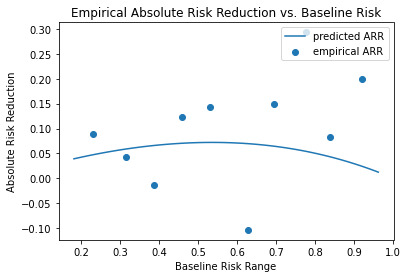 Empirical Absolute Risk Reduction vs. Baseline Risk
predicted ARR
empirical ARR
Absolute Risk Reduction
0.30
0.25
0.20
0.15
0.10
0.05
0.00
−0.05
−0.10
0.2 0.3 0.4 0.5 0.6 0.7 0.8 0.9 1.0
Baseline Risk Range